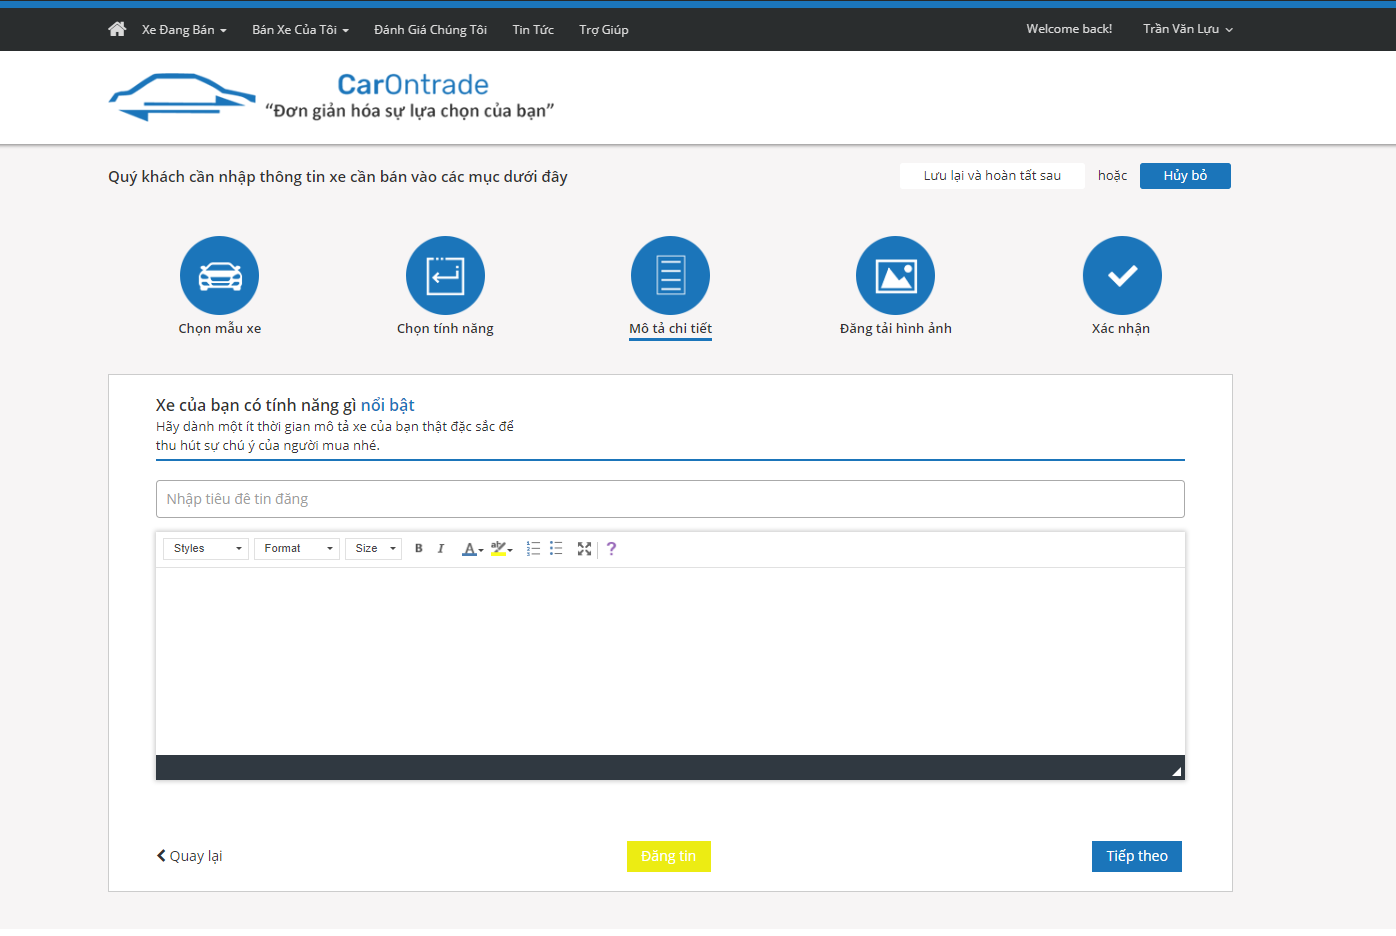 Xe Đang Bán
Bán Xe Của Tôi
Đánh Giá Chúng Tôi
Tin Tức
Trợ Giúp
Welcome back!
Trần Văn Lựu
CarOntrade
“Đơn giản hóa sự lựa chọn của bạn”
Quý khách cần nhập thông tin xe cần bán vào các mục dưới đây
Lưu lại và hoàn tất sau
hoặc
Hủy bỏ
Chọn mẫu xe
Chọn tính năng
Mô tả chi tiết
Đăng tải hình ảnh
Xác nhận
Xe của bạn có tính năng gì nổi bật
Hãy dành một ít thời gian mô tả xe của bạn thật đặc sắc để
thu hút sự chú ý của người mua nhé.
Nhập tiêu đê tin đăng
Styles
Format
Size
B
I
A
ab
?
Quay lại
Đăng tin
Tiếp theo